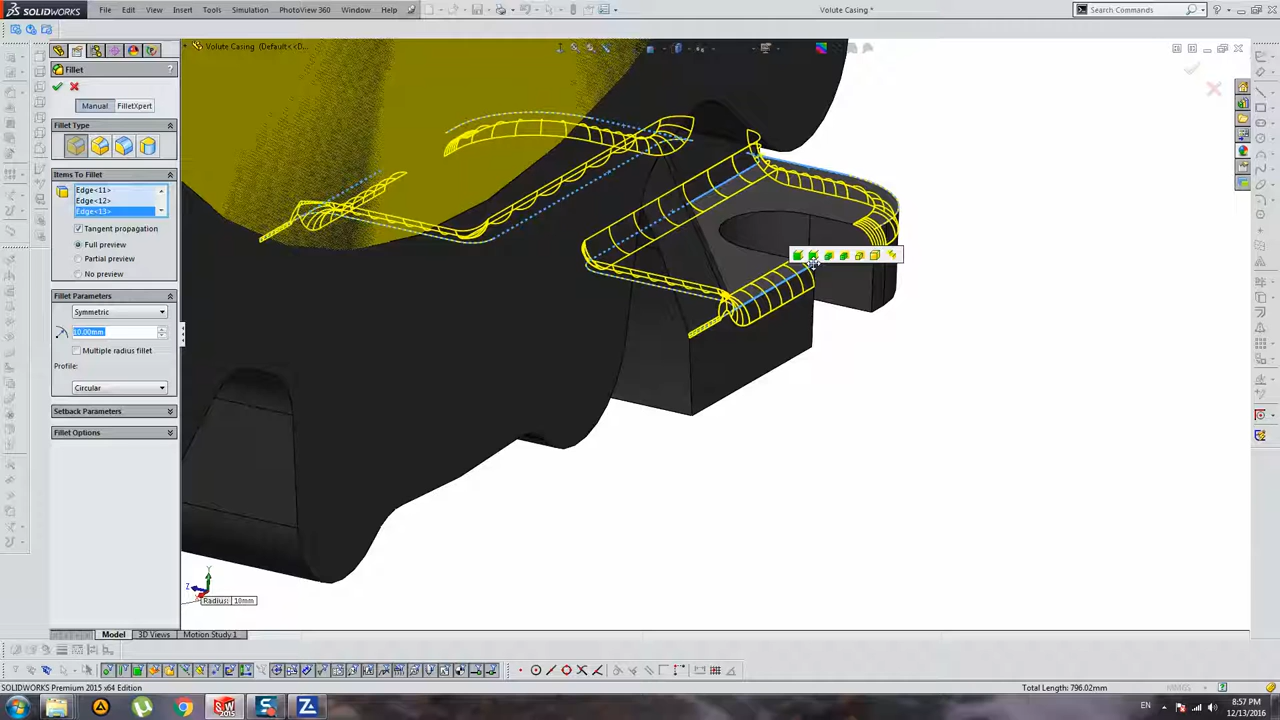 SOLIDWORKS
File Edit View Insert Tools Simulation PhotoView 360 Window Help
Volute Casing *
Search Commands
Volute Casing (Default<<D...
Fillet
?
Manual
FilletXpert
Fillet Type
Items To Fillet
Edge<11>
Edge<12>
Edge<13>
Tangent propagation
Full preview
Partial preview
No preview
Fillet Parameters
Symmetric
10.00mm
Multiple radius fillet
Profile:
Circular
Setback Parameters
Fillet Options
Y
Z
Radius: 10mm
Model
3D Views
Motion Study 1
SOLIDWORKS Premium 2015 x64 Edition
Total Length: 796.02mm
MMGS
SW
2015
S
Z
EN
8:57 PM
12/13/2016